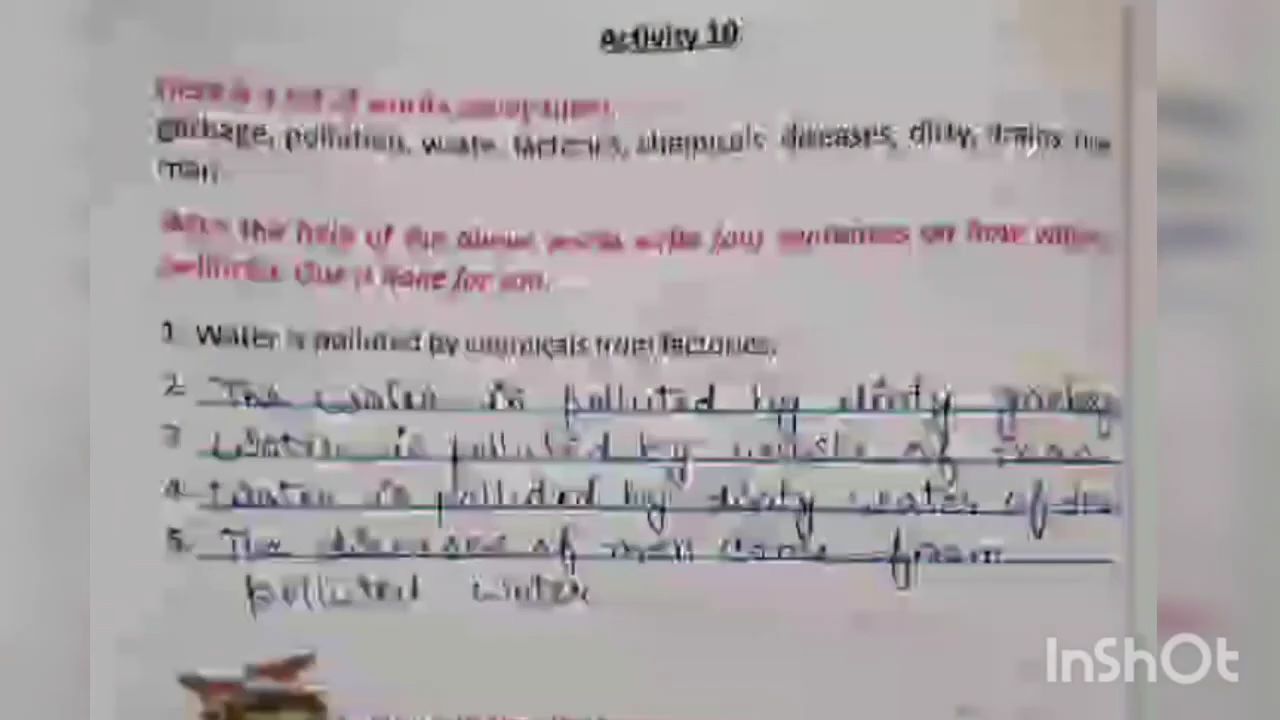 Activity 10
There is a list of words
garbage, pollution, waste, factories, chemicals, diseases, dirty, drains
man
With the help of the above words write four sentences on how water
One is done for you.
1. Water is polluted by chemicals from factories.
2. The water is polluted by dirty
3. Water is polluted by of
4. Water is polluted by dirty water of
5. The diseases of man come from
polluted water
InShOt